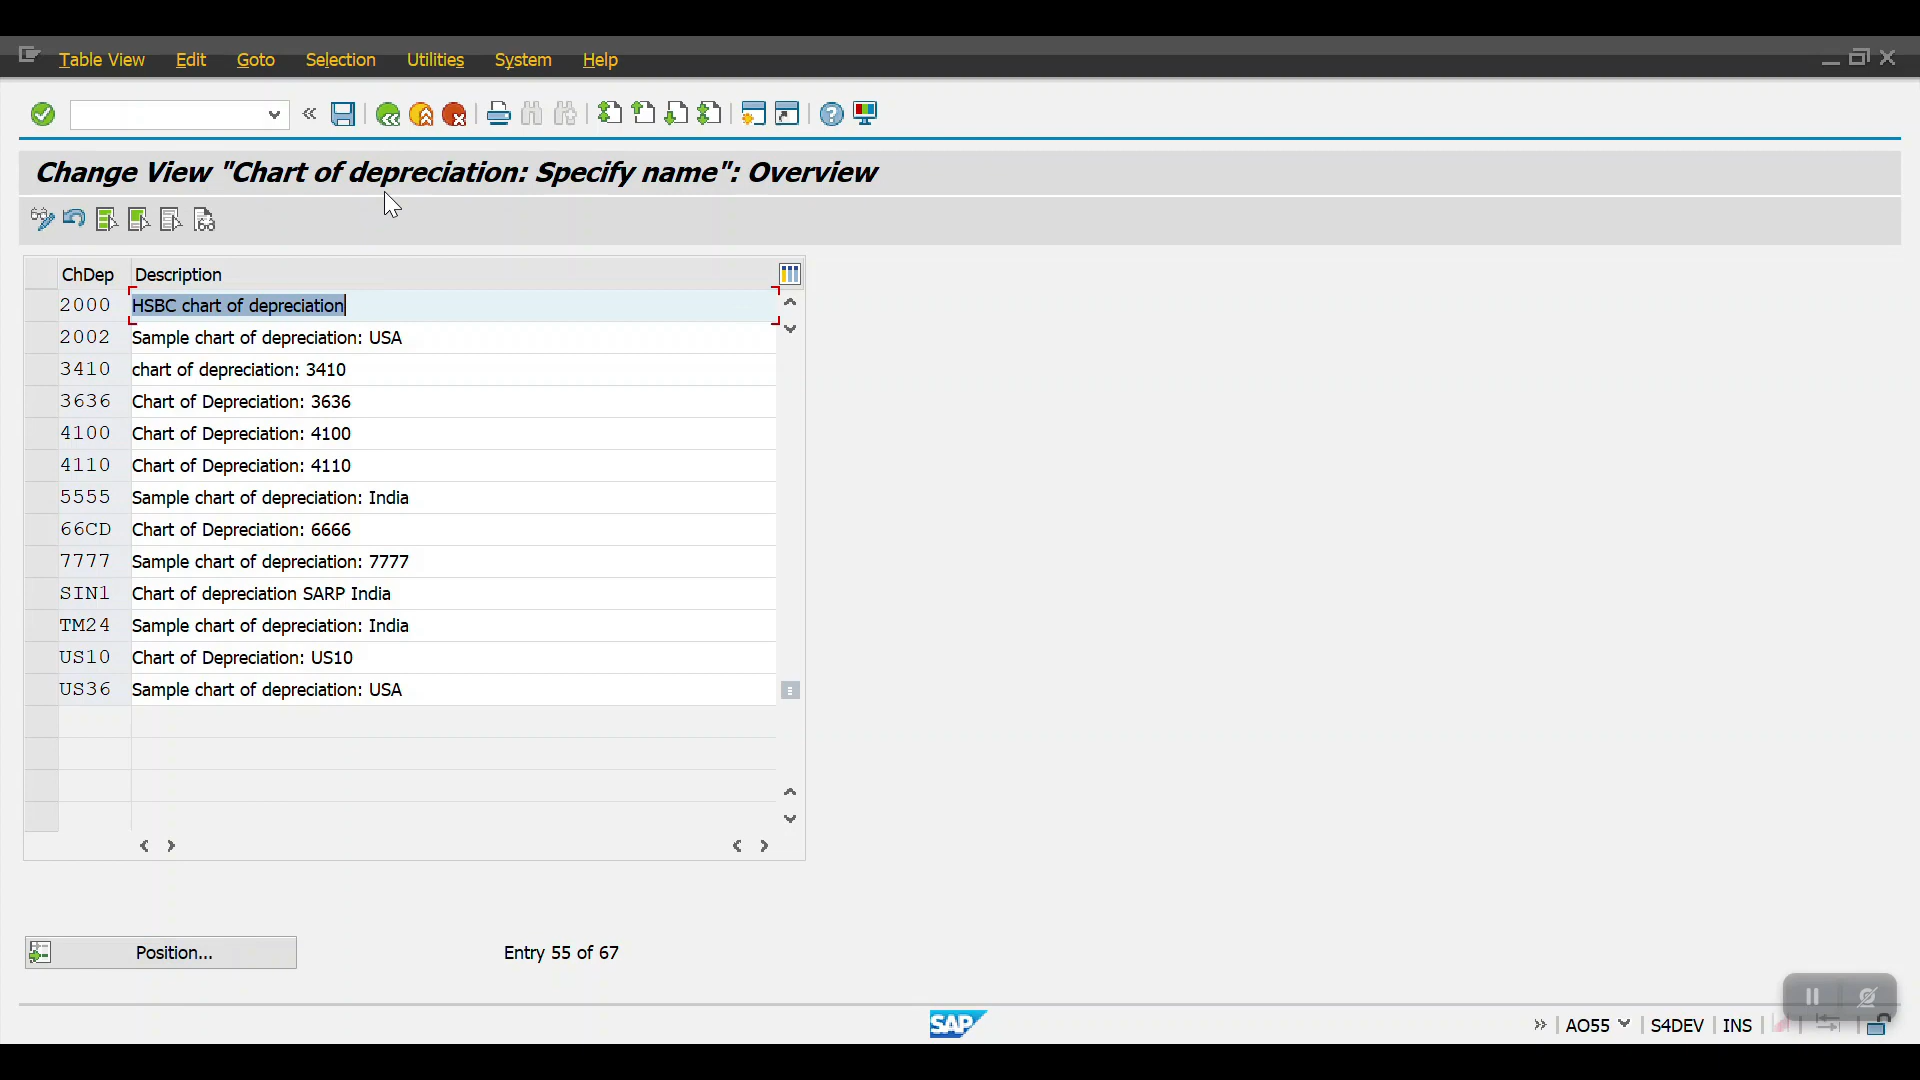 Table View Edit Goto Selection Utilities System Help
Change View "Chart of depreciation: Specify name": Overview
ChDep Description
2000 HSBC chart of depreciation
2002 Sample chart of depreciation: USA
3410 chart of depreciation: 3410
3636 Chart of Depreciation: 3636
4100 Chart of Depreciation: 4100
4110 Chart of Depreciation: 4110
5555 Sample chart of depreciation: India
66CD Chart of Depreciation: 6666
7777 Sample chart of depreciation: 7777
SIN1 Chart of depreciation SARP India
TM24 Sample chart of depreciation: India
US10 Chart of Depreciation: US10
US36 Sample chart of depreciation: USA
Position... Entry 55 of 67
SAP AO55 S4DEV INS